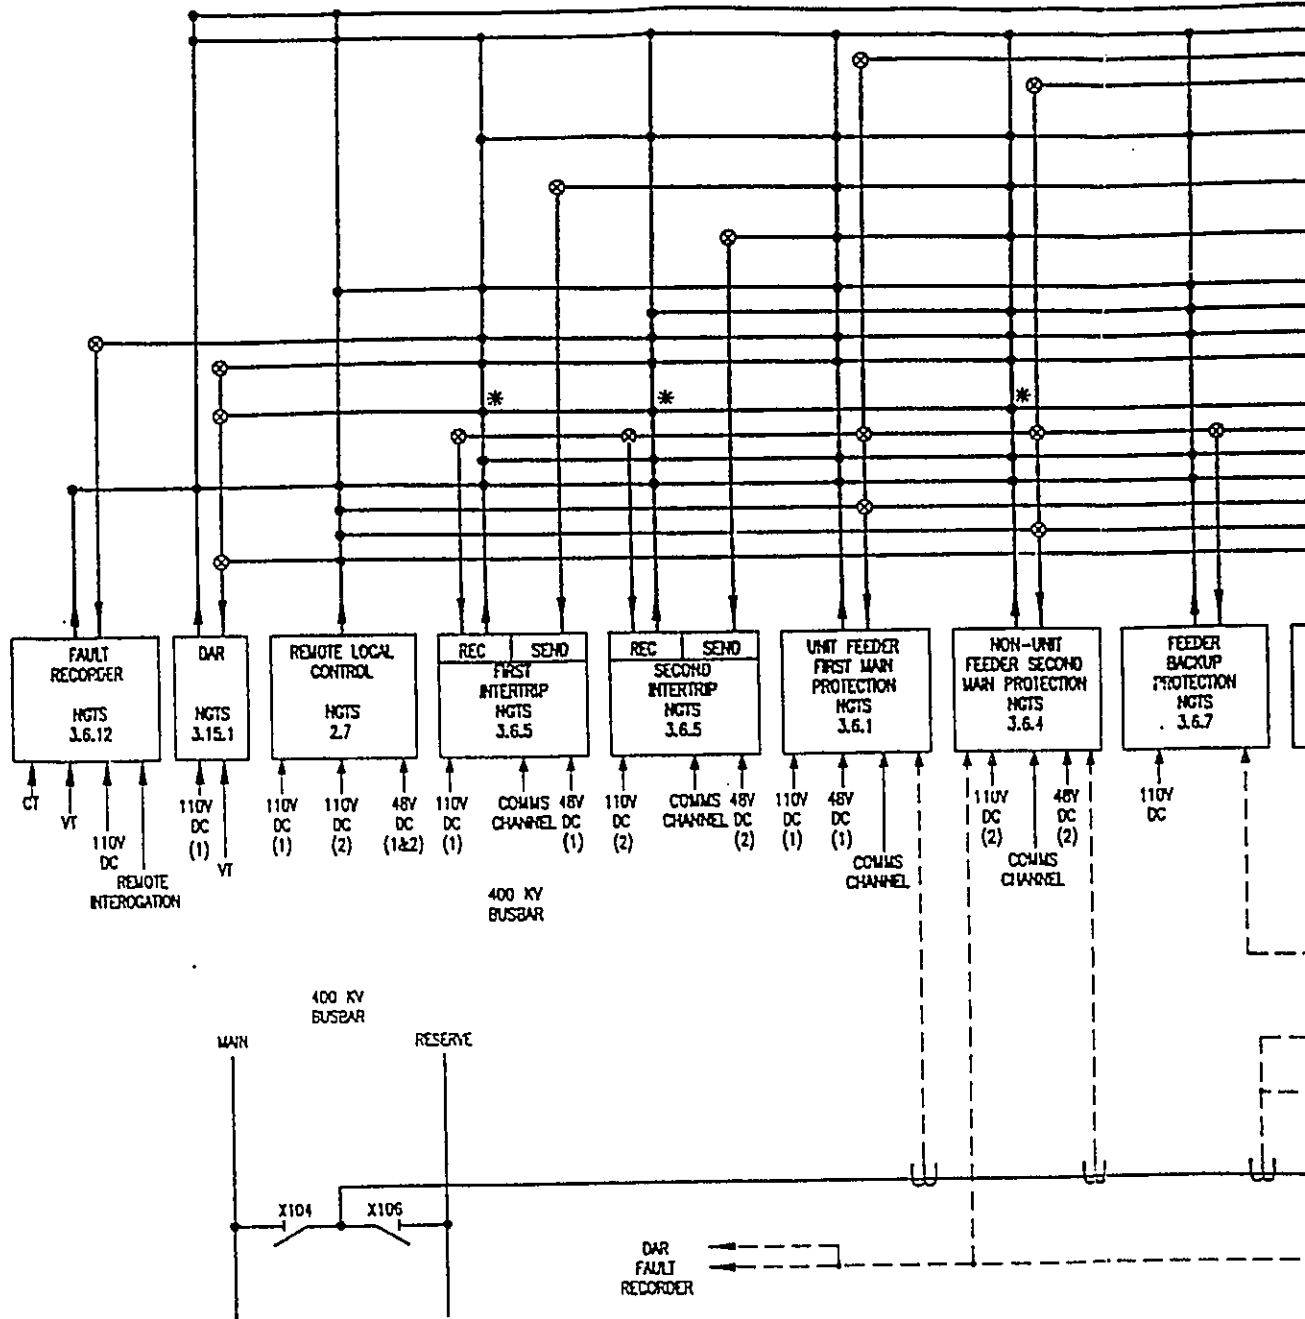 FAULT
RECORDER
NGTS
3.6.12
DAR
NGTS
3.15.1
REMOTE LOCAL
CONTROL
NGTS
2.7
REC SEND
FIRST
INTERTRIP
NGTS
3.6.5
REC SEND
SECOND
INTERTRIP
NGTS
3.6.5
UNIT FEEDER
FIRST MAIN
PROTECTION
NGTS
3.6.1
NON-UNIT
FEEDER SECOND
MAIN PROTECTION
NGTS
3.6.4
FEEDER
BACKUP
PROTECTION
NGTS
3.6.7
CT
VT
110V
DC
REMOTE
INTEROGATION
110V
DC
(1)
VT
110V
DC
(1)
110V
DC
(2)
48V
DC
(1&2)
110V
DC
(1)
COMMS
CHANNEL
48V
DC
(1)
110V
DC
(2)
COMMS
CHANNEL
48V
DC
(2)
110V
DC
(1)
48V
DC
(1)
COMMS
CHANNEL
110V
DC
(2)
COMMS
CHANNEL
48V
DC
(2)
110V
DC
400 KV
BUSBAR
400 KV
BUSBAR
MAIN
RESERVE
X104
X106
DAR
FAULT
RECORDER